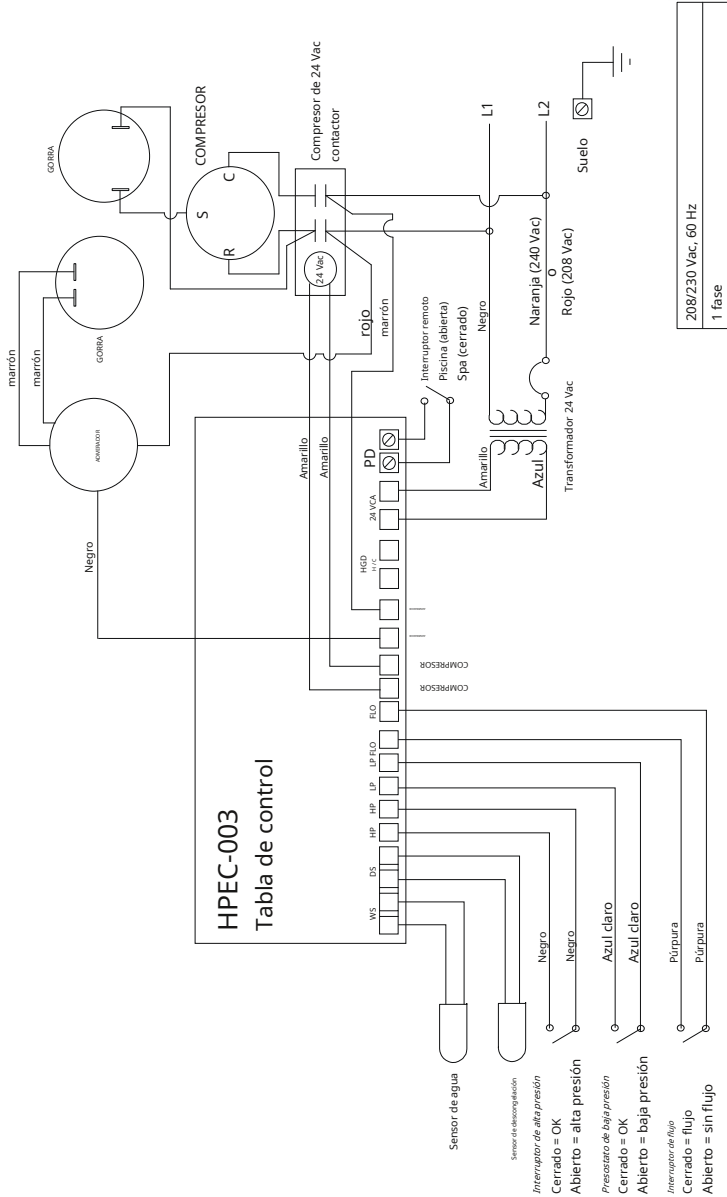 GORRA
COMPRESOR
Compresor de 24 Vac
contactor
S
C
R
24 Vac
L1
L2
Suelo
marrón
marrón
GORRA
ADMIRADOR
Negro
rojo
marrón
Amarillo
Amarillo
Interruptor remoto
Piscina (abierta)
Spa (cerrado)
Negro
Naranja (240 Vac)
Rojo (208 Vac)
Amarillo
Azul
Transformador 24 Vac
208/230 Vac, 60 Hz
1 fase
HPEC-003
Tabla de control
PD
24 VCA
HGD
H / C
COMPRESOR
COMPRESOR
FLO
FLO
LP
LP
HP
HP
DS
WS
Sensor de agua
Sensor de descongelación
Interruptor de alta presión
Cerrado = OK
Abierto = alta presión
Negro
Negro
Presostato de baja presión
Cerrado = OK
Abierto = baja presión
Azul claro
Azul claro
Interruptor de flujo
Cerrado = flujo
Abierto = sin flujo
Púrpura
Púrpura